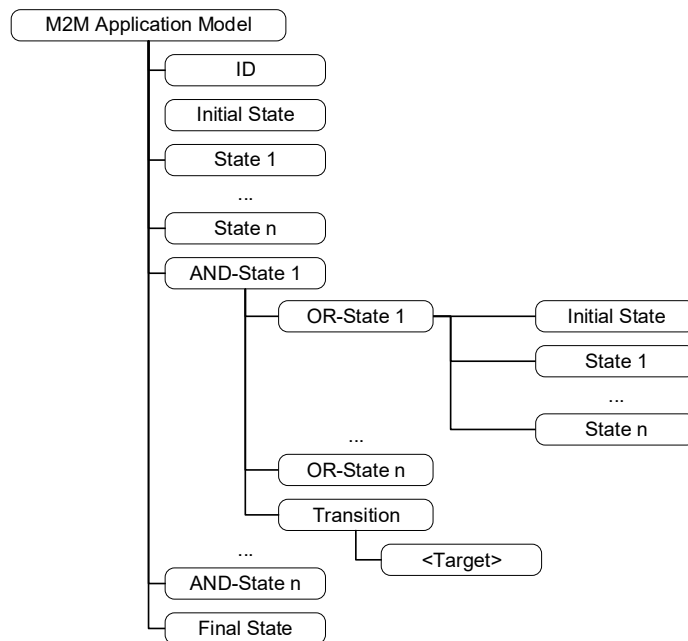 M2M Application Model
ID
Initial State
State 1
...
State n
AND-State 1
OR-State 1
Initial State
State 1
...
State n
...
OR-State n
Transition
<Target>
...
AND-State n
Final State